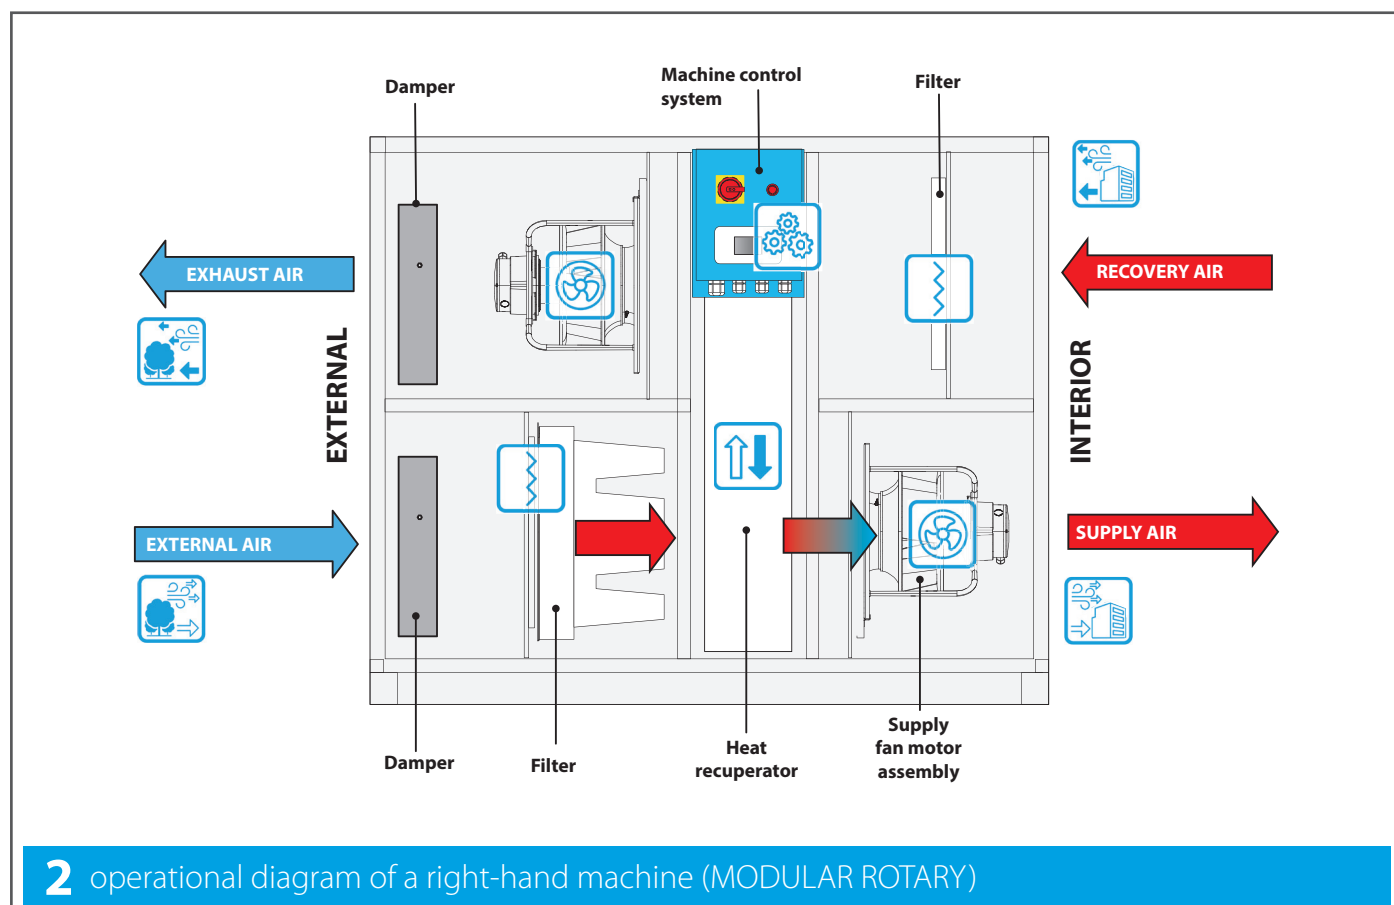 Damper
Machine control
system
Filter
EXHAUST AIR
RECOVERY AIR
EXTERNAL
INTERIOR
EXTERNAL AIR
SUPPLY AIR
Damper
Filter
Heat
recuperator
Supply
fan motor
assembly
2 operational diagram of a right-hand machine (MODULAR ROTARY)